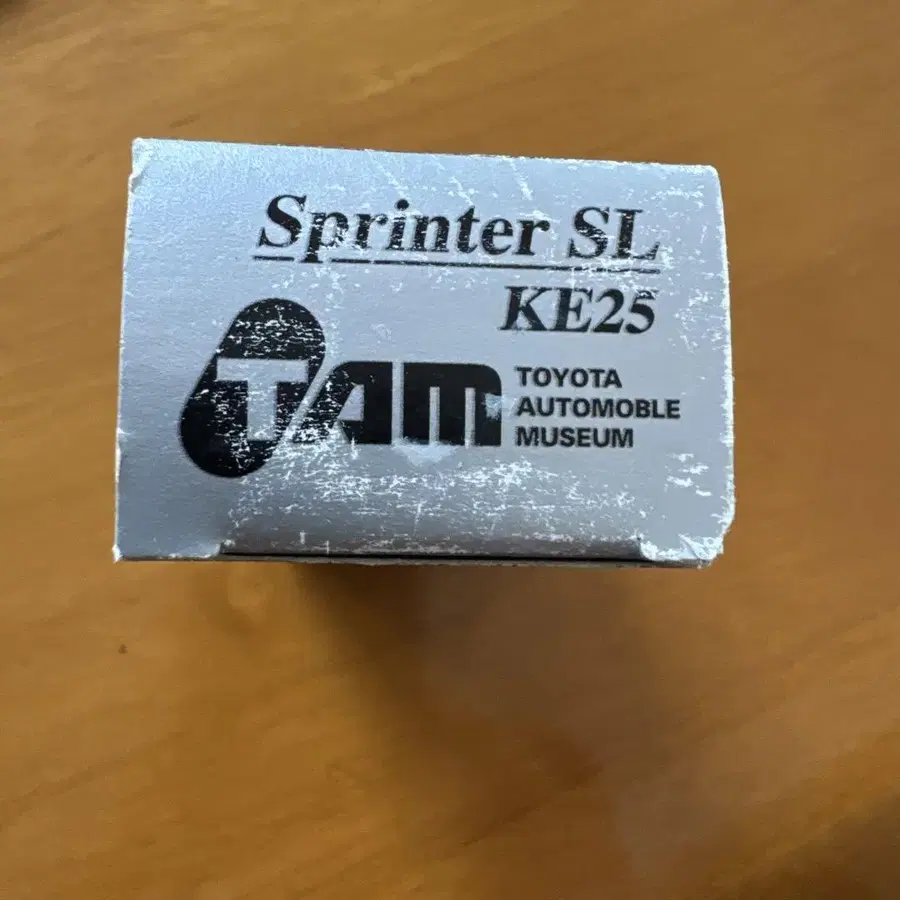 Sprinter SL
KE25
TAM
TOYOTA
AUTOMOBLE
MUSEUM